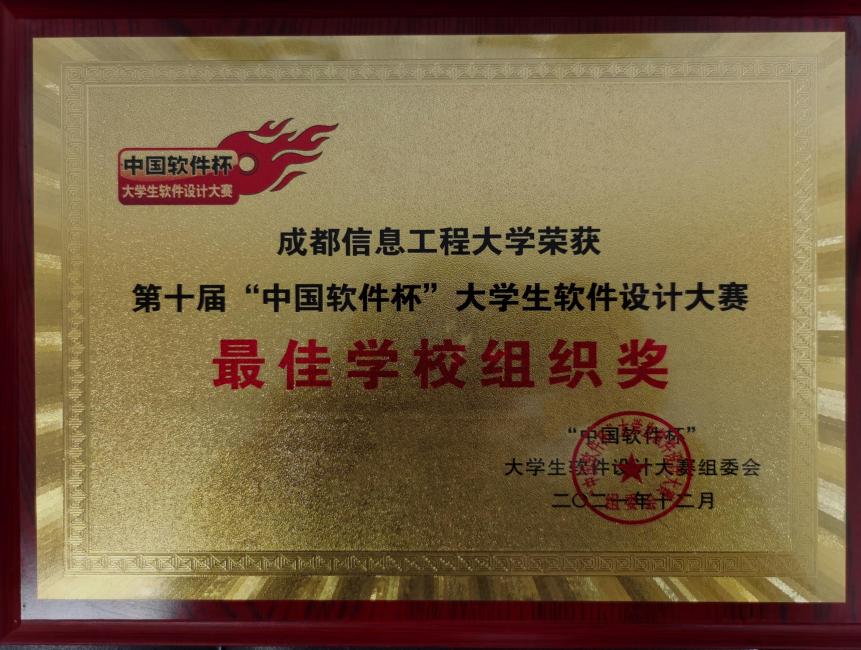 中国软件杯
大学生软件设计大赛
成都信息工程大学荣获
第十届“中国软件杯”大学生软件设计大赛
最佳学校组织奖
“中国软件杯”
大学生软件设计大赛组委会
二〇二一年十二月
组委会